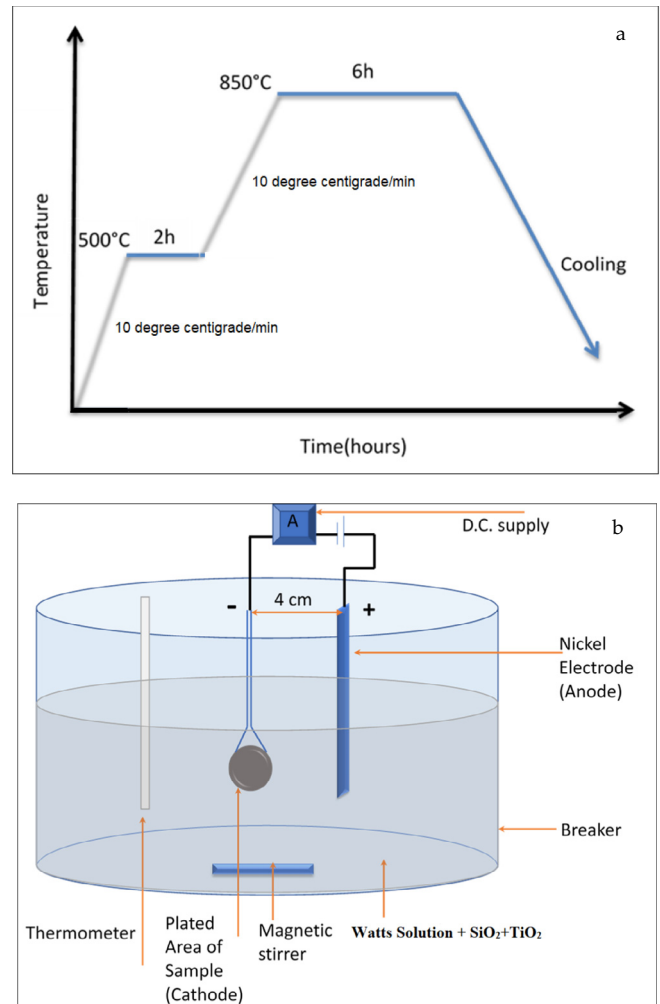 a
6h
850°C
10 degree centigrade/min
500°C
2h
Cooling
10 degree centigrade/min
Temperature
Time(hours)
b
A
D.C. supply
4 cm
-
+
Nickel
Electrode
(Anode)
Breaker
Thermometer
Plated
Area of
Sample
(Cathode)
Magnetic
stirrer
Watts Solution + SiO₂+TiO₂